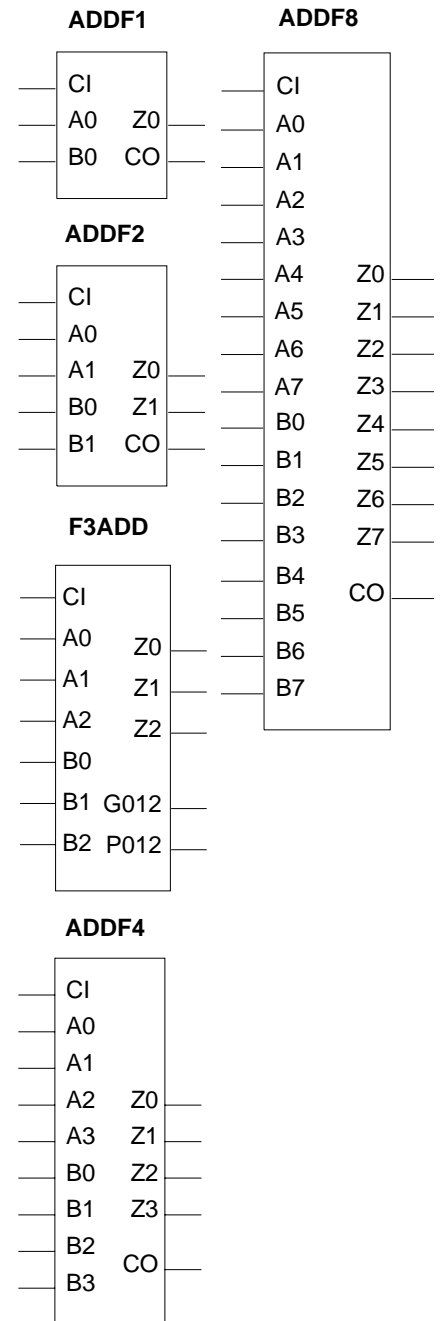 ADDF1
CI
A0 Z0
B0 CO
ADDF2
CI
A0
A1 Z0
B0 Z1
B1 CO
F3ADD
CI
A0 Z0
A1 Z1
A2 Z2
B0
B1 G012
B2 P012
ADDF4
CI
A0
A1
A2 Z0
A3 Z1
B0 Z2
B1 Z3
B2
CO
B3
ADDF8
CI
A0
A1
A2
A3
A4 Z0
A5 Z1
A6 Z2
A7 Z3
B0 Z4
B1 Z5
B2 Z6
B3 Z7
B4
CO
B5
B6
B7